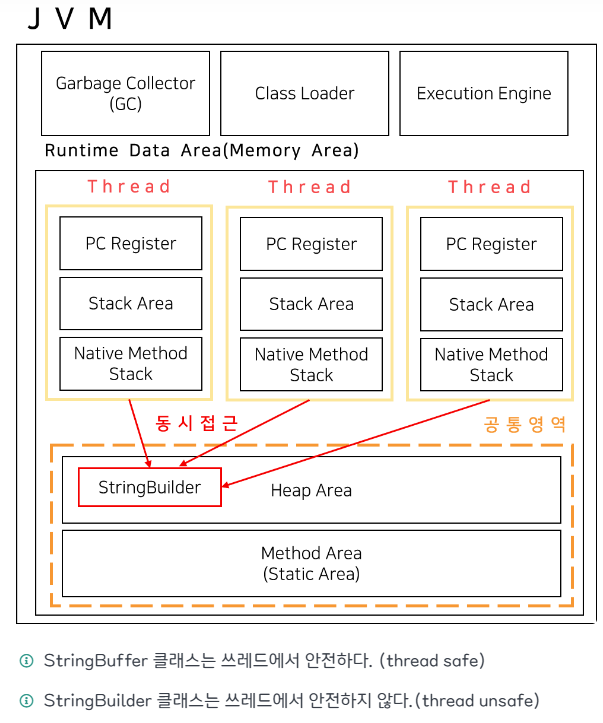 JVM
Garbage Collector
(GC)
Class Loader
Execution Engine
Runtime Data Area(Memory Area)
Thread
Thread
Thread
PC Register
PC Register
PC Register
Stack Area
Stack Area
Stack Area
Native Method
Stack
Native Method
Stack
Native Method
Stack
동시접근
공통영역
StringBuilder
Heap Area
Method Area
(Static Area)
StringBuffer 클래스는 쓰레드에서 안전하다. (thread safe)
StringBuilder 클래스는 쓰레드에서 안전하지 않다.(thread unsafe)